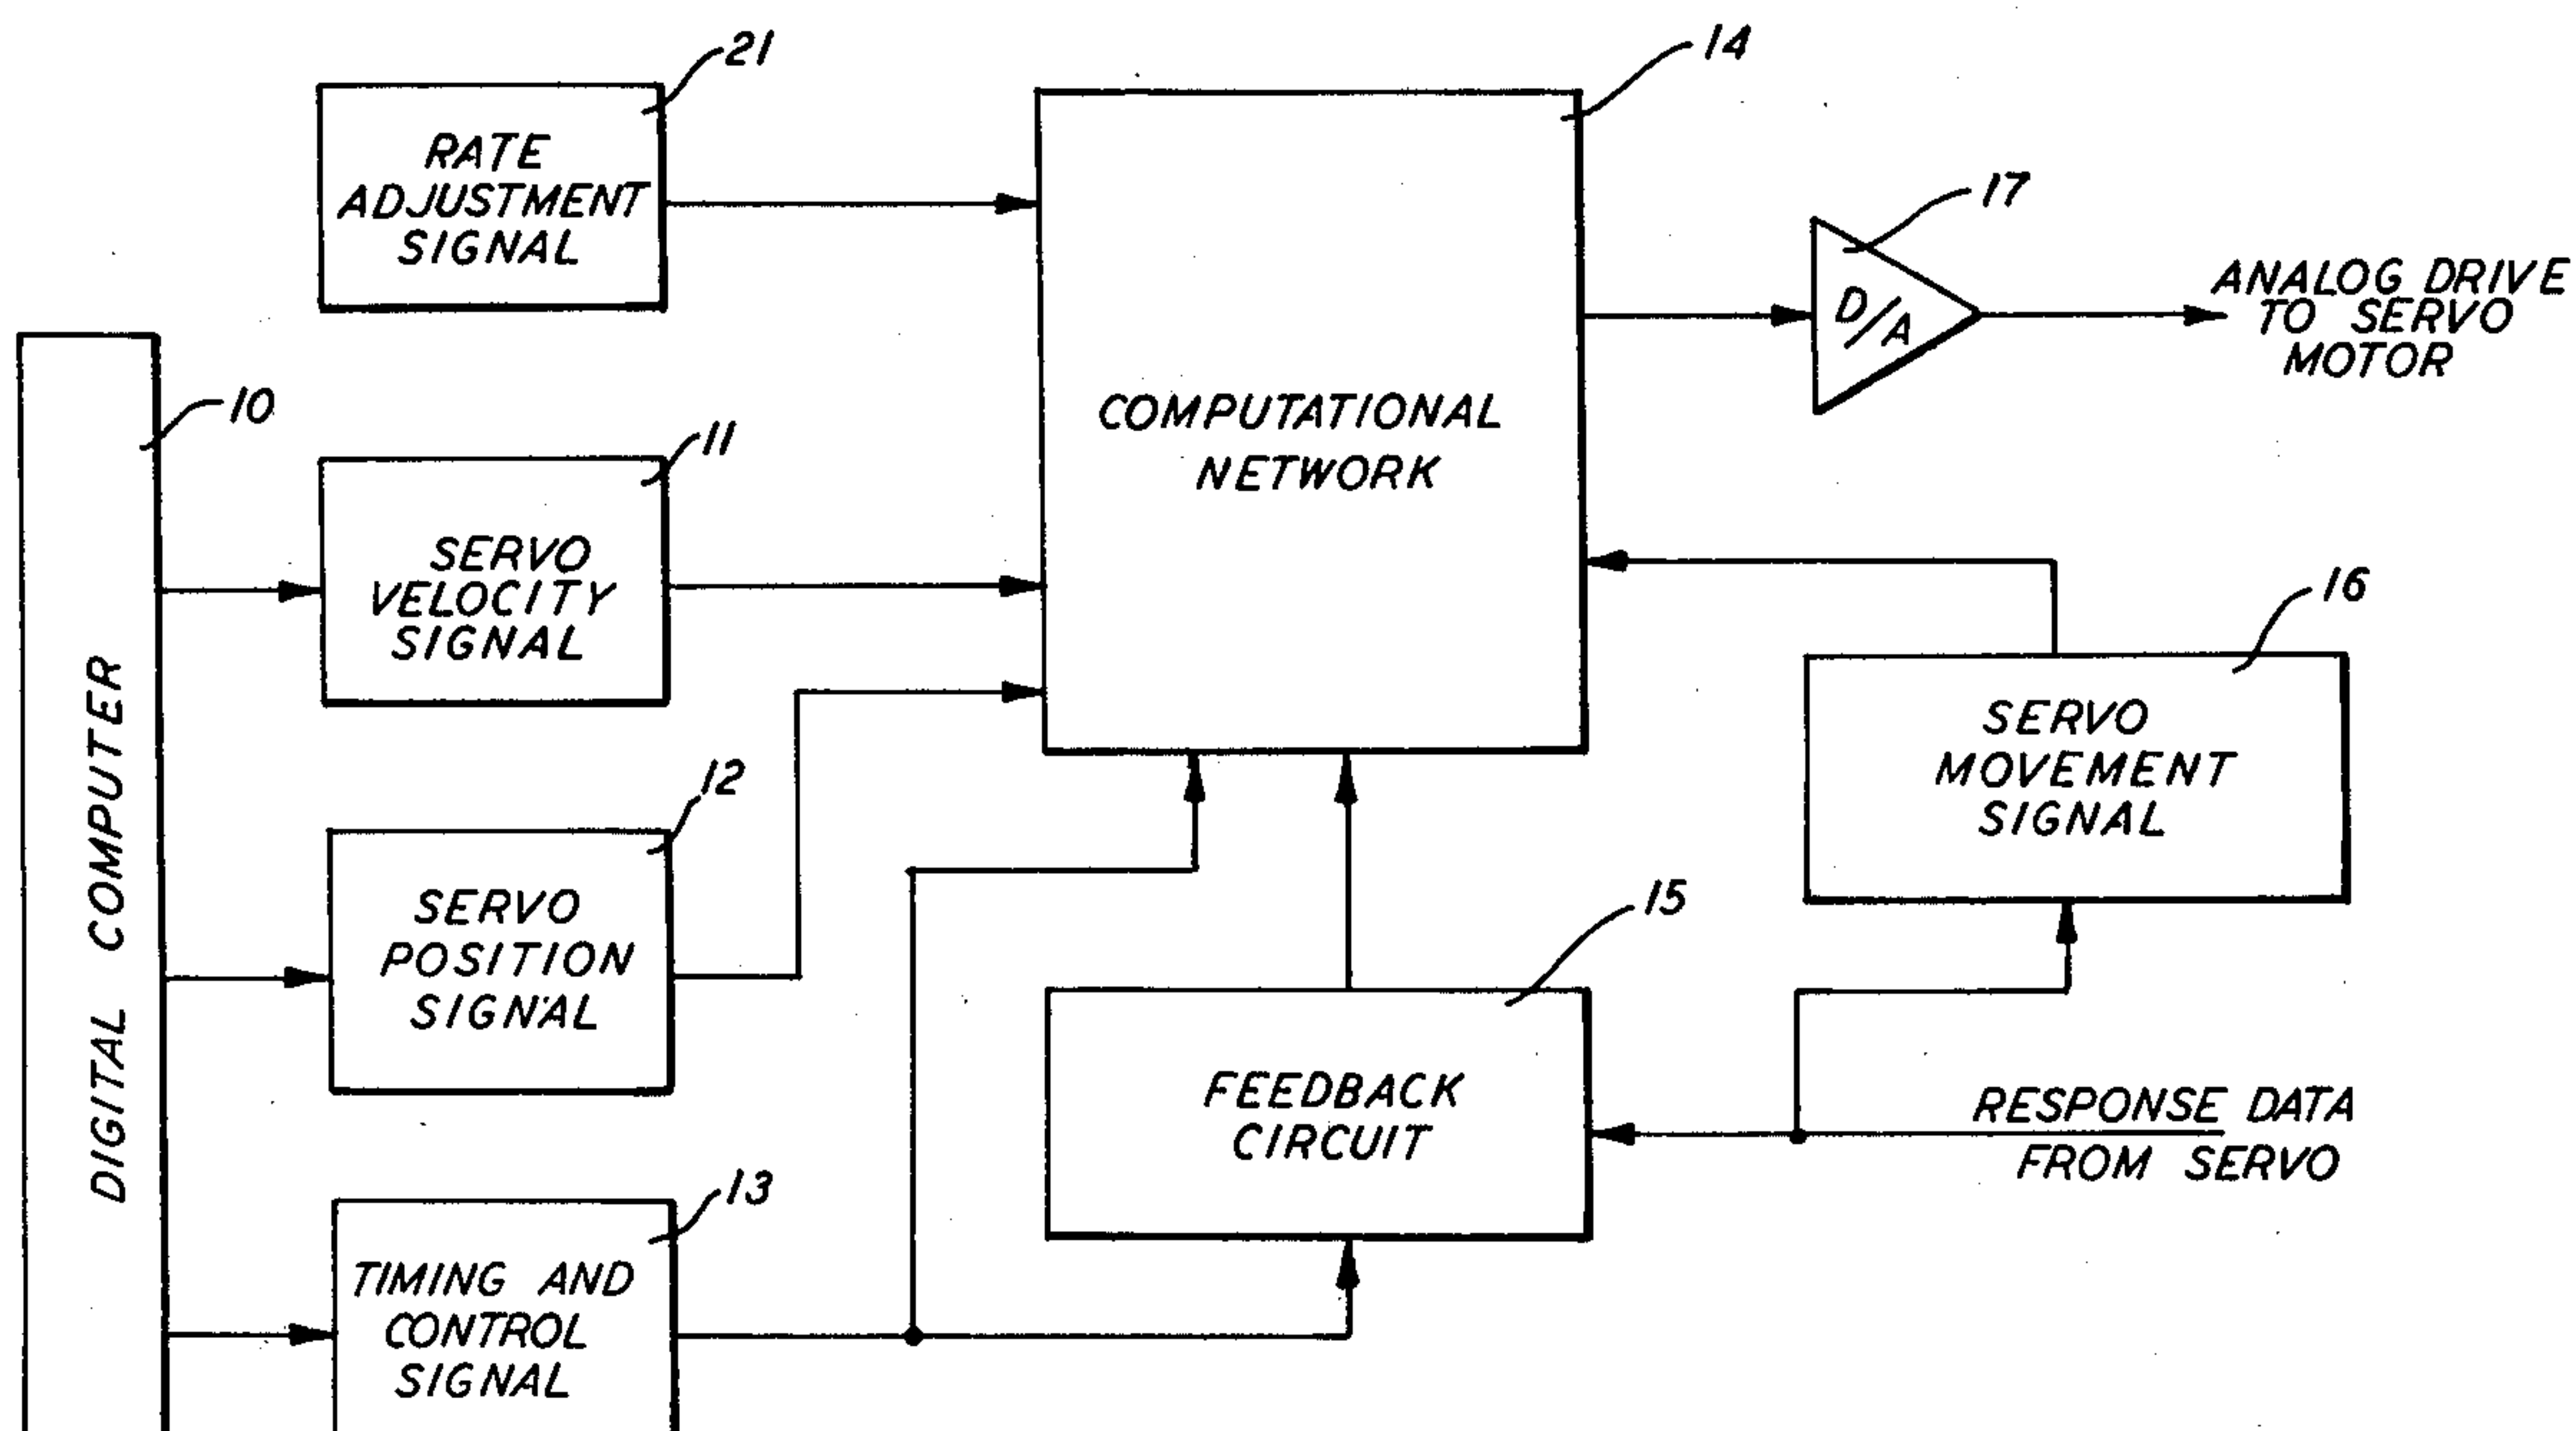 21
RATE
ADJUSTMENT
SIGNAL
14
COMPUTATIONAL
NETWORK
17
D/A
ANALOG DRIVE
TO SERVO
MOTOR
10
DIGITAL COMPUTER
11
SERVO
VELOCITY
SIGNAL
16
SERVO
MOVEMENT
SIGNAL
12
SERVO
POSITION
SIGNAL
15
FEEDBACK
CIRCUIT
RESPONSE DATA
FROM SERVO
13
TIMING AND
CONTROL
SIGNAL